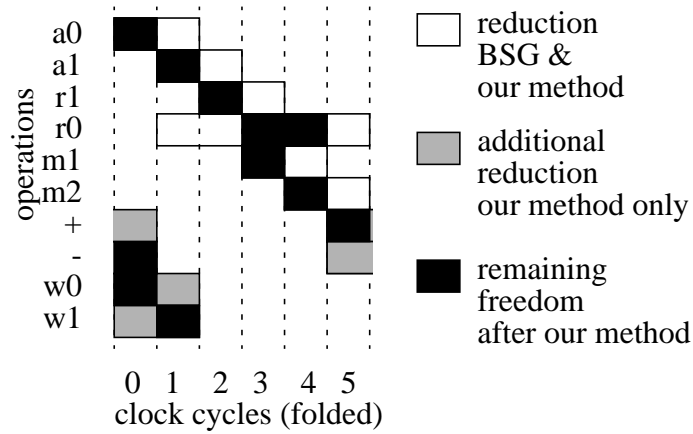 a0
a1
r1
r0
m1
m2
+
-
w0
w1
operations
0 1 2 3 4 5
clock cycles (folded)
reduction
BSG &
our method
additional
reduction
our method only
remaining
freedom
after our method